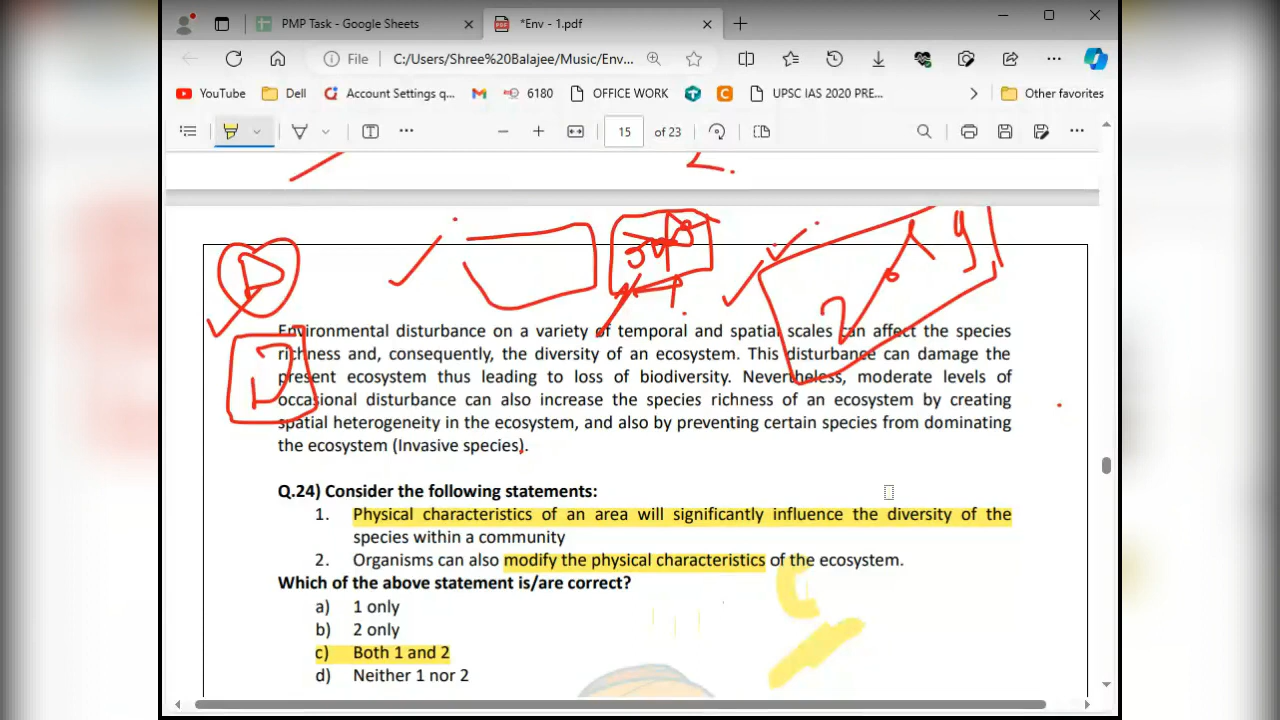 PMP Task - Google Sheets
*Env - 1.pdf
File
C:/Users/Shree%20Balajee/Music/Env...
YouTube
Dell
Account Settings q...
6180
OFFICE WORK
UPSC IAS 2020 PRE...
Other favorites
15 of 23
2.
D
D
Environmental disturbance on a variety of temporal and spatial scales can affect the species
richness and, consequently, the diversity of an ecosystem. This disturbance can damage the
present ecosystem thus leading to loss of biodiversity. Nevertheless, moderate levels of
occasional disturbance can also increase the species richness of an ecosystem by creating
spatial heterogeneity in the ecosystem, and also by preventing certain species from dominating
the ecosystem (Invasive species).
Q.24) Consider the following statements:
1. Physical characteristics of an area will significantly influence the diversity of the
species within a community
2. Organisms can also modify the physical characteristics of the ecosystem.
Which of the above statement is/are correct?
a) 1 only
b) 2 only
c) Both 1 and 2
d) Neither 1 nor 2